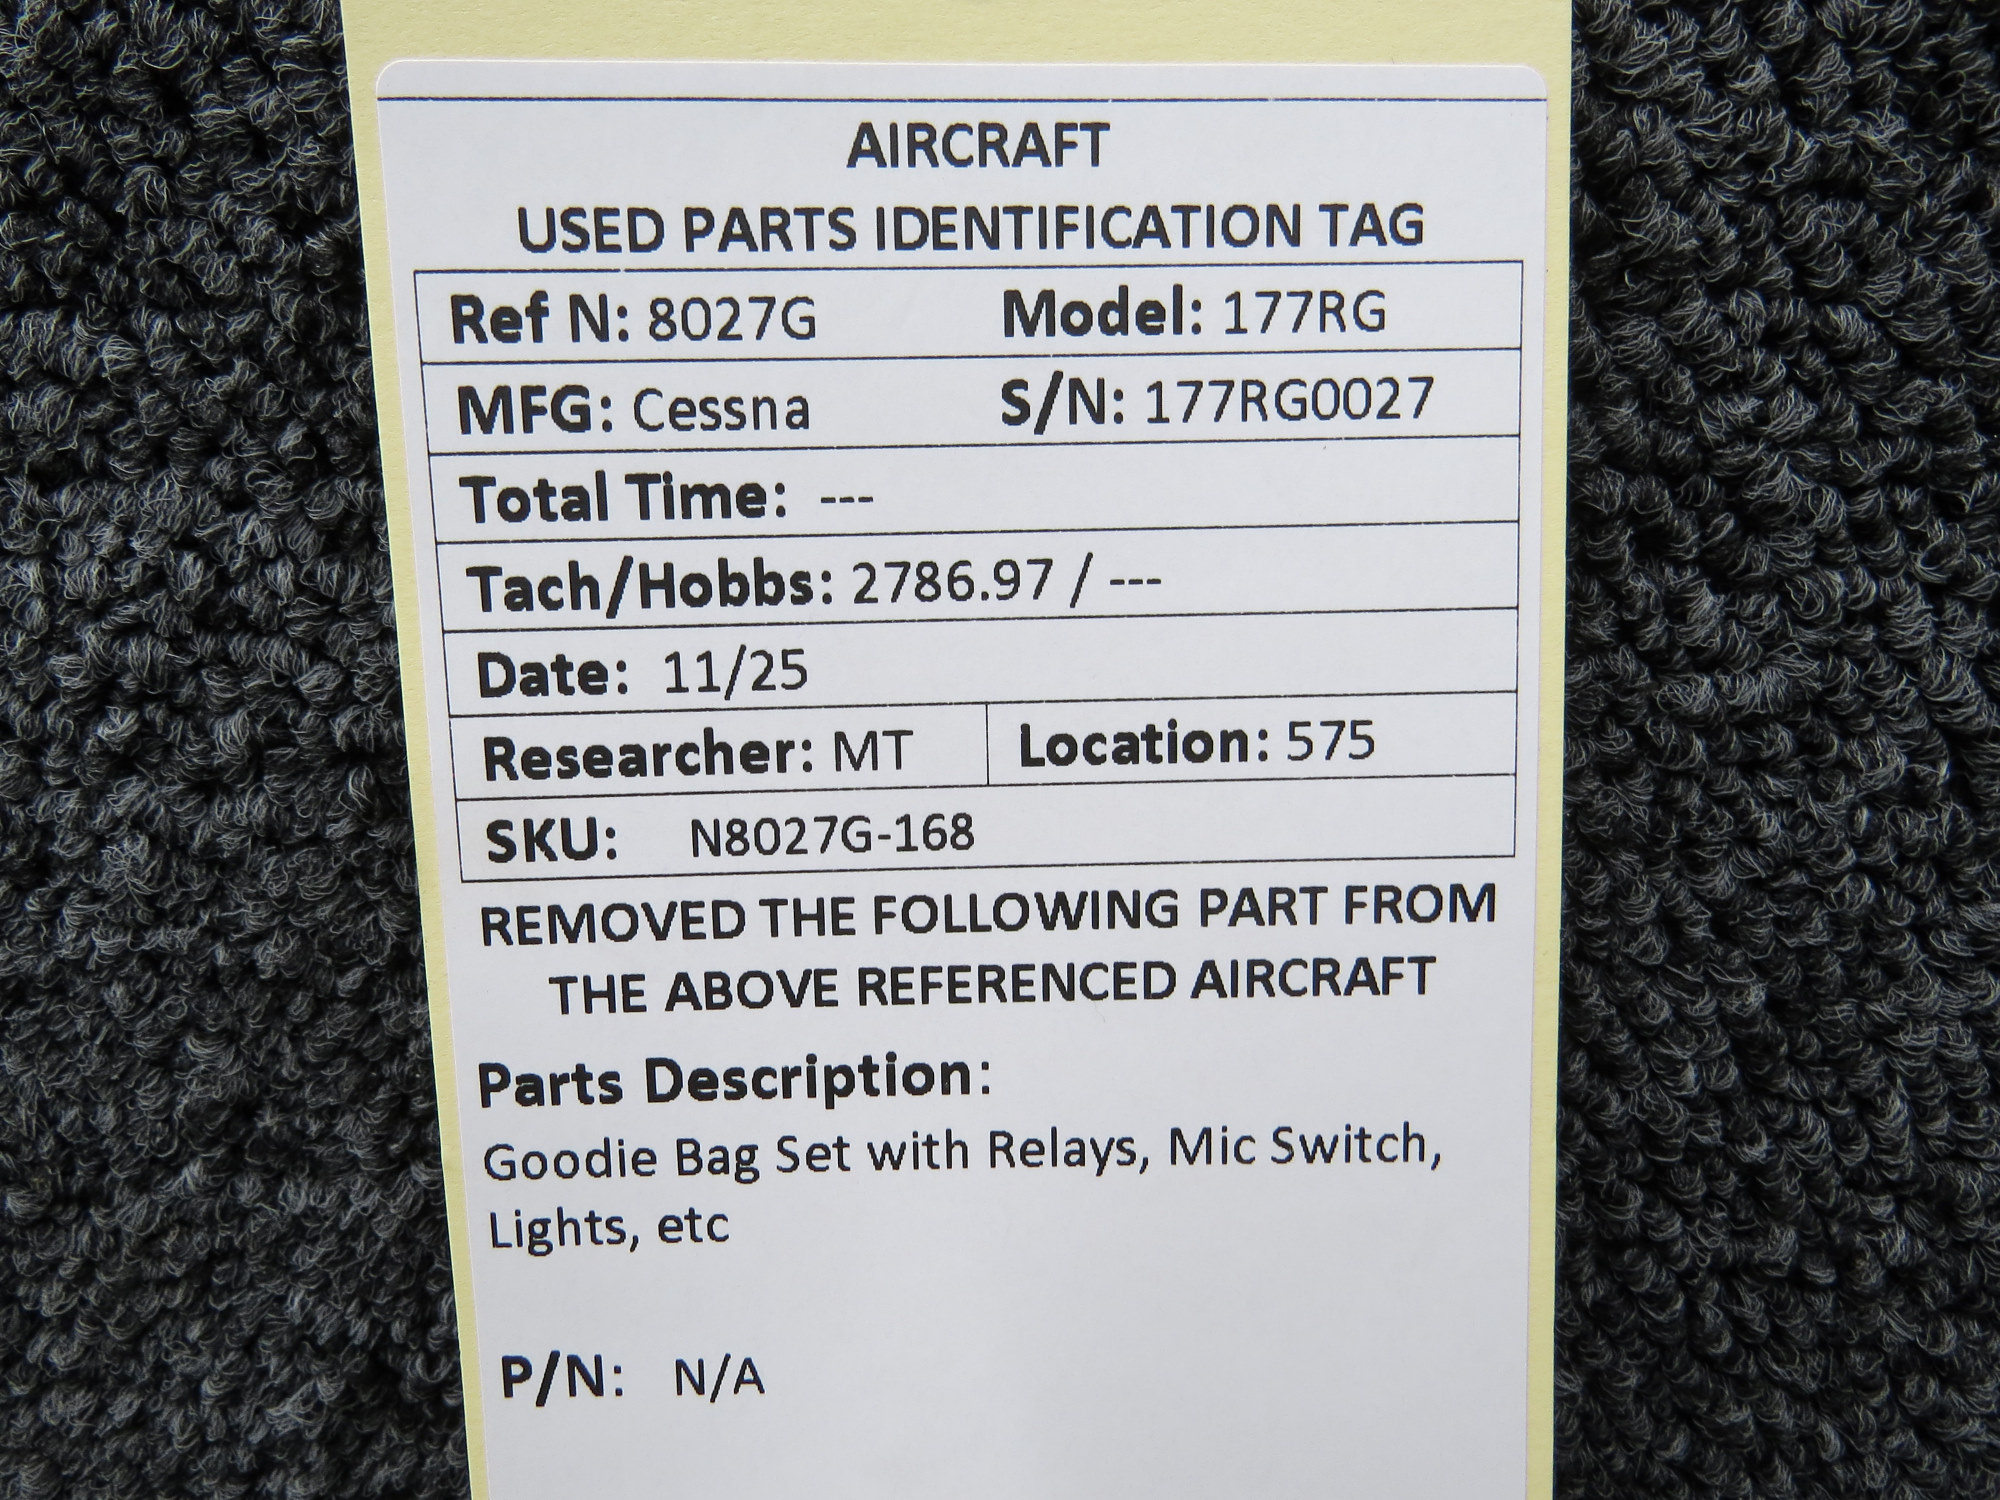 AIRCRAFT
USED PARTS IDENTIFICATION TAG
Ref N: 8027G Model: 177RG
MFG: Cessna S/N: 177RG0027
Total Time: ---
Tach/Hobbs: 2786.97 / ---
Date: 11/25
Researcher: MT Location: 575
SKU: N8027G-168
REMOVED THE FOLLOWING PART FROM
THE ABOVE REFERENCED AIRCRAFT
Parts Description:
Goodie Bag Set with Relays, Mic Switch,
Lights, etc
P/N: N/A